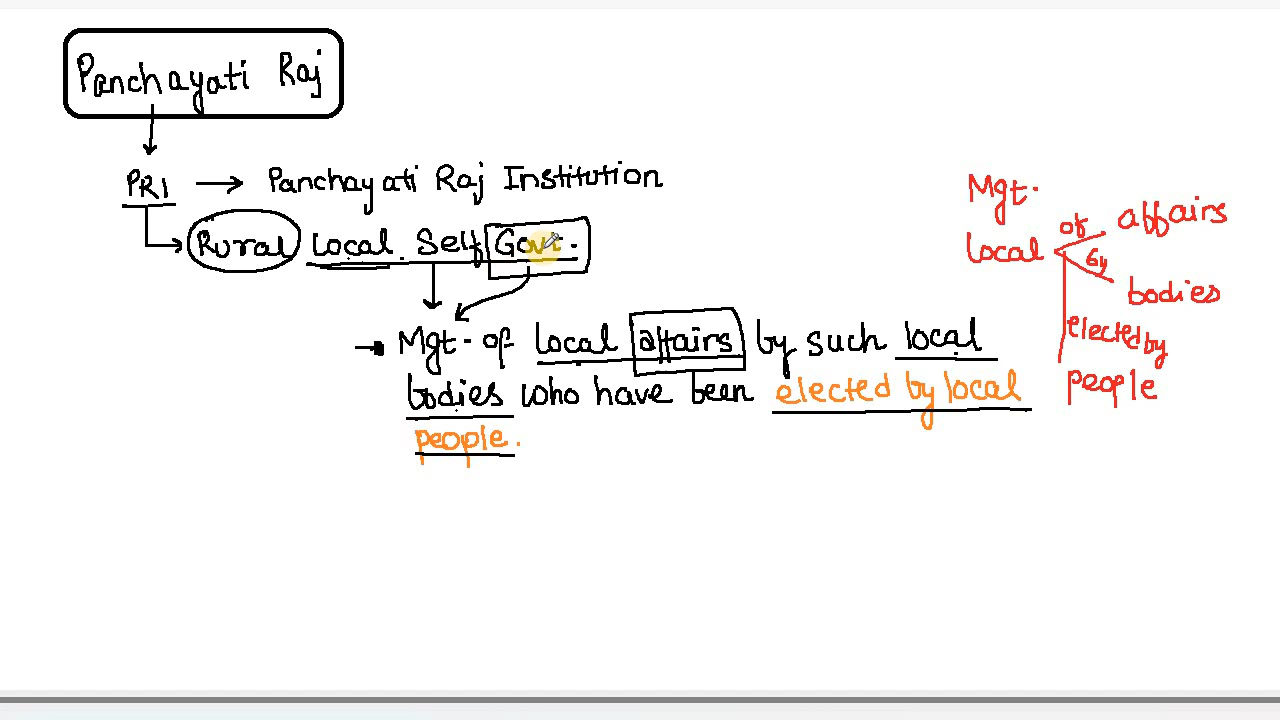 Panchayati Raj
PRI → Panchayati Raj Institution
Rural Local Self Govt.
→ Mgt. of local affairs by such local
bodies who have been elected by local
people.
Mgt.
local of affairs
by bodies
elected by
people